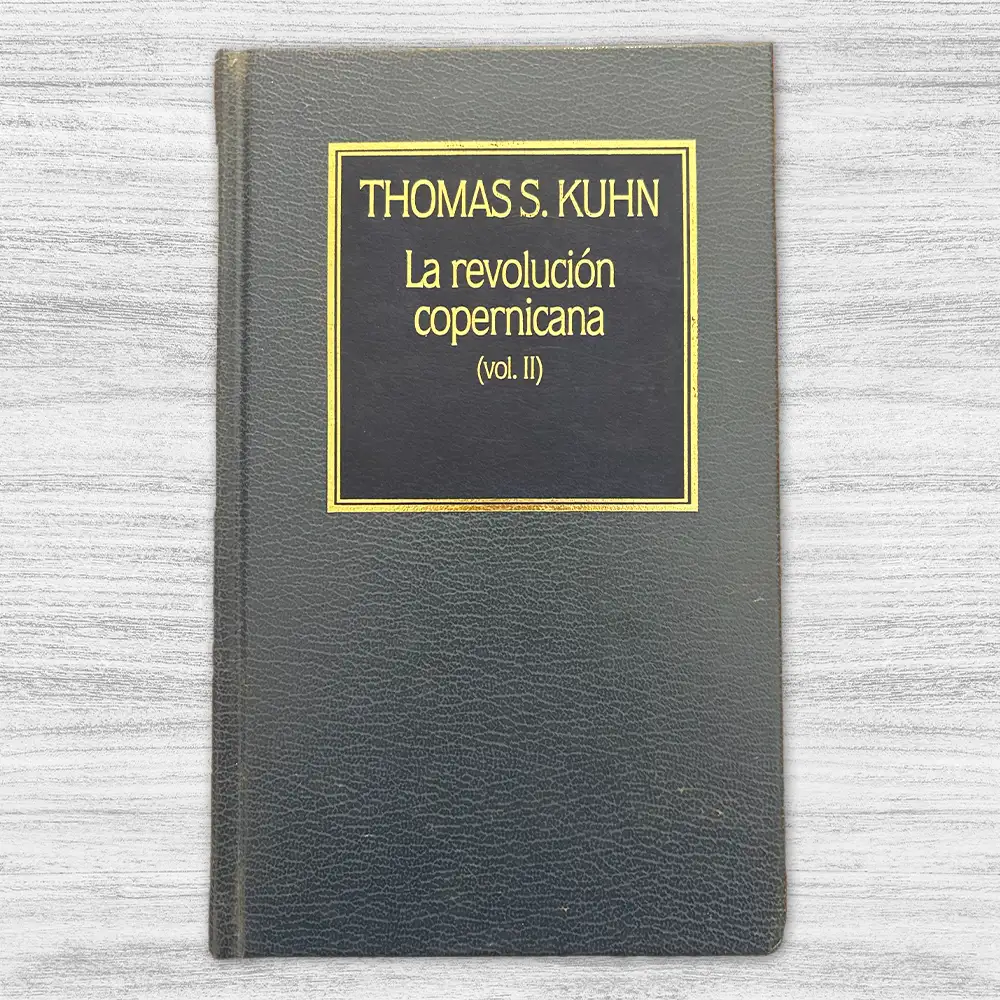 THOMAS S. KUHN
La revolución
copernicana
(vol. II)